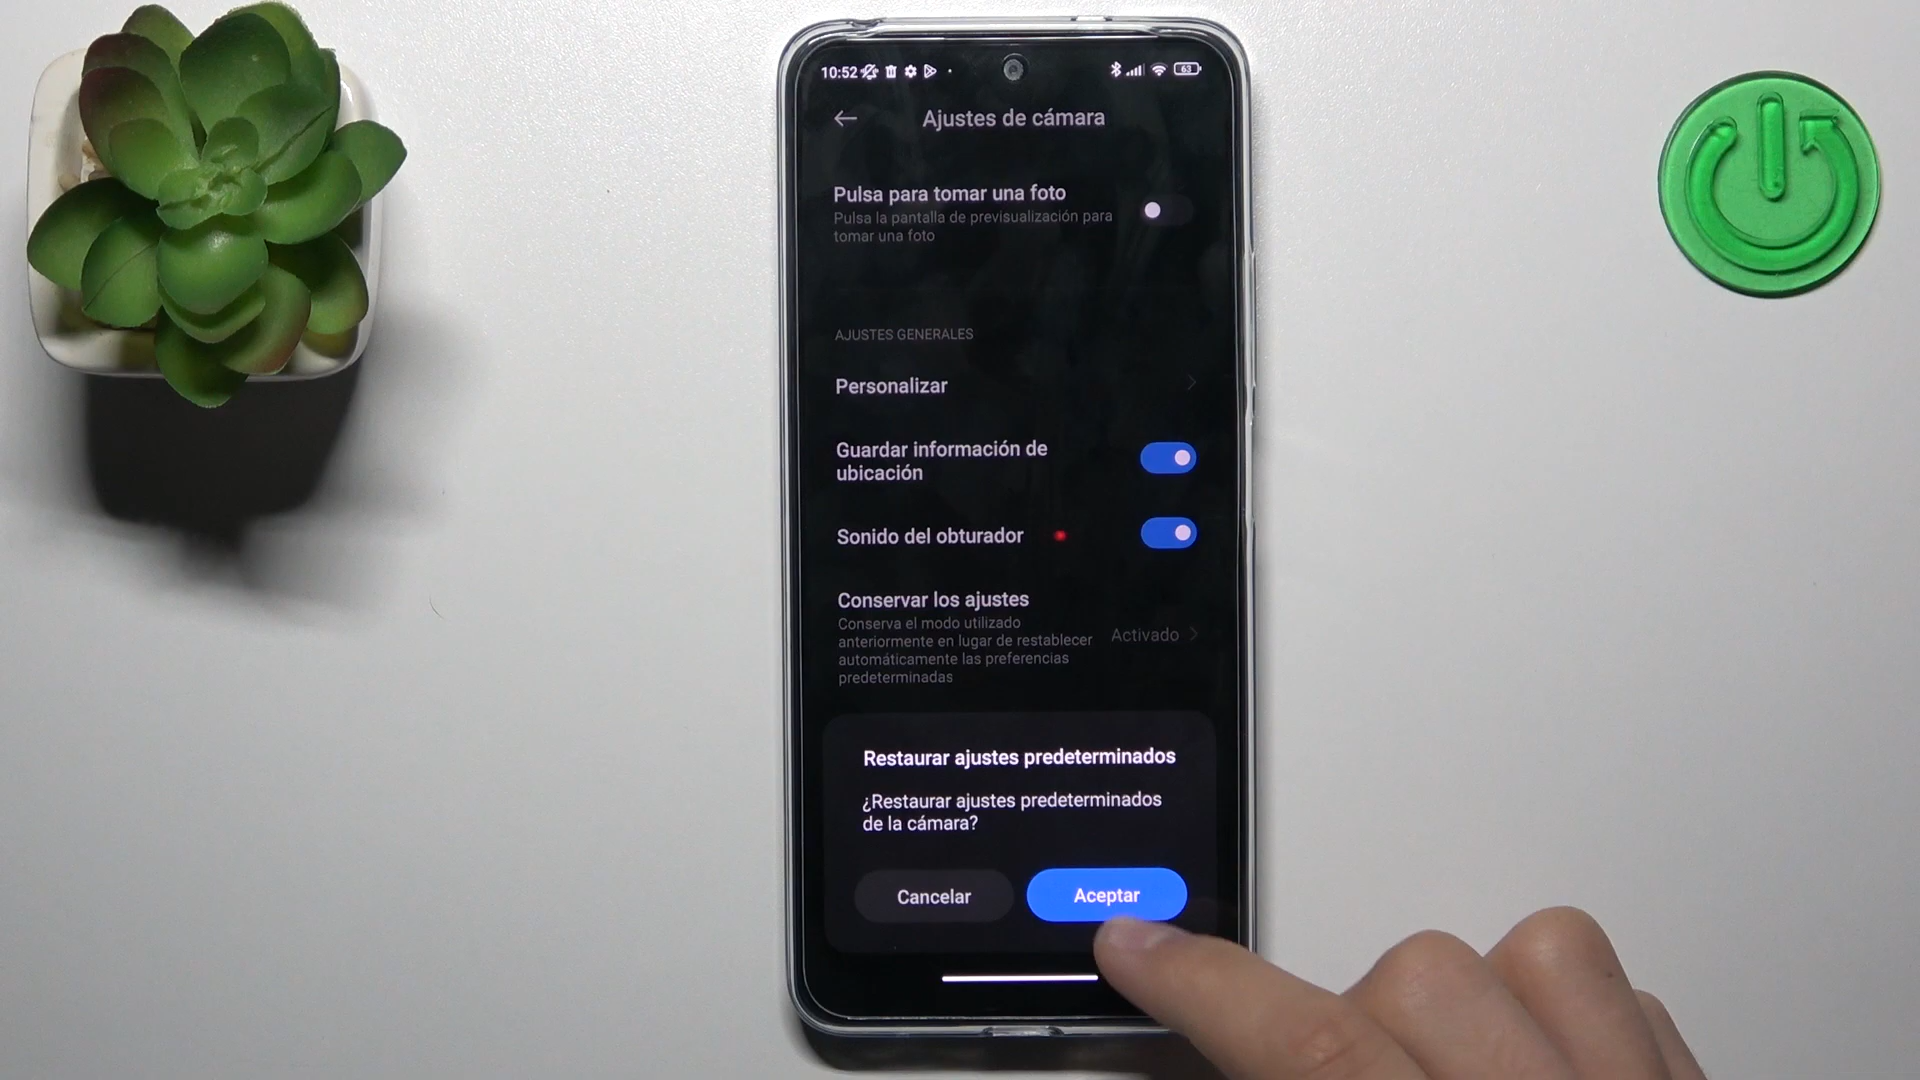 10:52
63
Ajustes de cámara
Pulsa para tomar una foto
Pulsa la pantalla de previsualización para
tomar una foto
AJUSTES GENERALES
Personalizar
Guardar información de
ubicación
Sonido del obturador
Conservar los ajustes
Conserva el modo utilizado
anteriormente en lugar de restablecer
automáticamente las preferencias
predeterminadas
Activado
Restaurar ajustes predeterminados
¿Restaurar ajustes predeterminados
de la cámara?
Cancelar
Aceptar